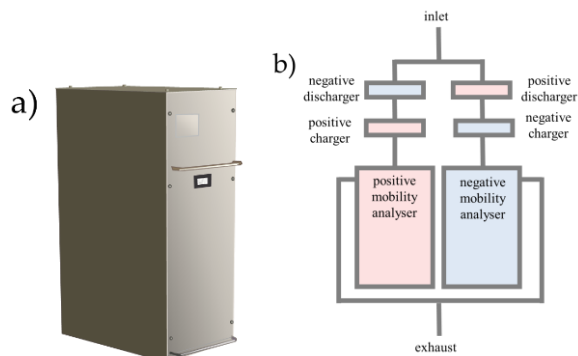 a)
b)
inlet
negative
discharger
positive
discharger
positive
charger
negative
charger
positive
mobility
analyser
negative
mobility
analyser
exhaust